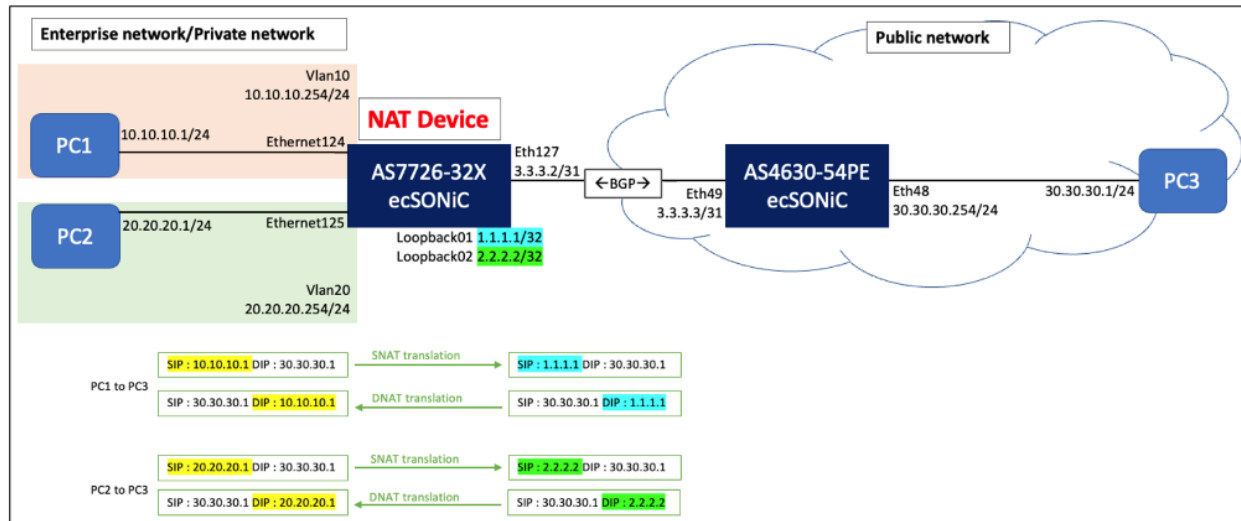 Enterprise network/Private network
Public network
Vlan10
10.10.10.254/24
NAT Device
PC1
10.10.10.1/24
Ethernet124
Eth127
3.3.3.2/31
AS7726-32X
ecSONiC
←BGP→
Eth49
3.3.3.3/31
AS4630-54PE
ecSONiC
Eth48
30.30.30.254/24
30.30.30.1/24
PC3
PC2
20.20.20.1/24
Ethernet125
Loopback01 1.1.1.1/32
Loopback02 2.2.2.2/32
Vlan20
20.20.20.254/24
PC1 to PC3
SIP : 10.10.10.1 DIP : 30.30.30.1
SNAT translation
SIP : 1.1.1.1 DIP : 30.30.30.1
SIP : 30.30.30.1 DIP : 10.10.10.1
DNAT translation
SIP : 30.30.30.1 DIP : 1.1.1.1
PC2 to PC3
SIP : 20.20.20.1 DIP : 30.30.30.1
SNAT translation
SIP : 2.2.2.2 DIP : 30.30.30.1
SIP : 30.30.30.1 DIP : 20.20.20.1
DNAT translation
SIP : 30.30.30.1 DIP : 2.2.2.2